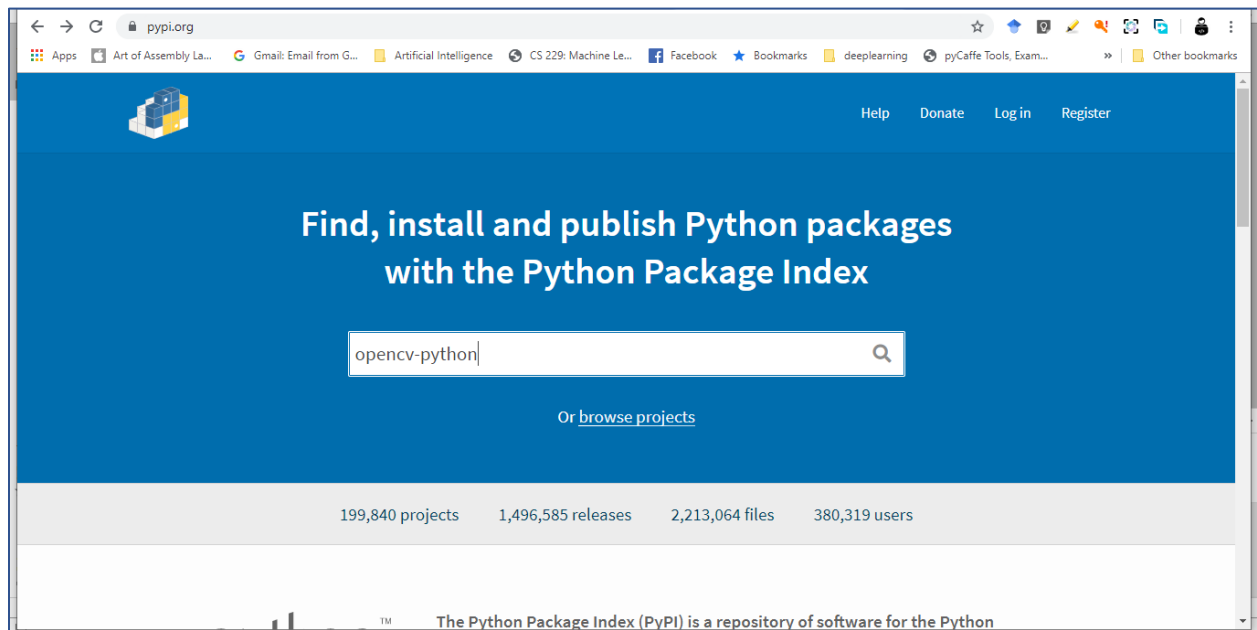 pypi.org
Apps Art of Assembly La... Gmail: Email from G... Artificial Intelligence CS 229: Machine Le... Facebook Bookmarks deeplearning pyCaffe Tools, Exam... » Other bookmarks
Help Donate Log in Register
Find, install and publish Python packages
with the Python Package Index
opencv-python
Or browse projects
199,840 projects 1,496,585 releases 2,213,064 files 380,319 users
TM
The Python Package Index (PyPI) is a repository of software for the Python